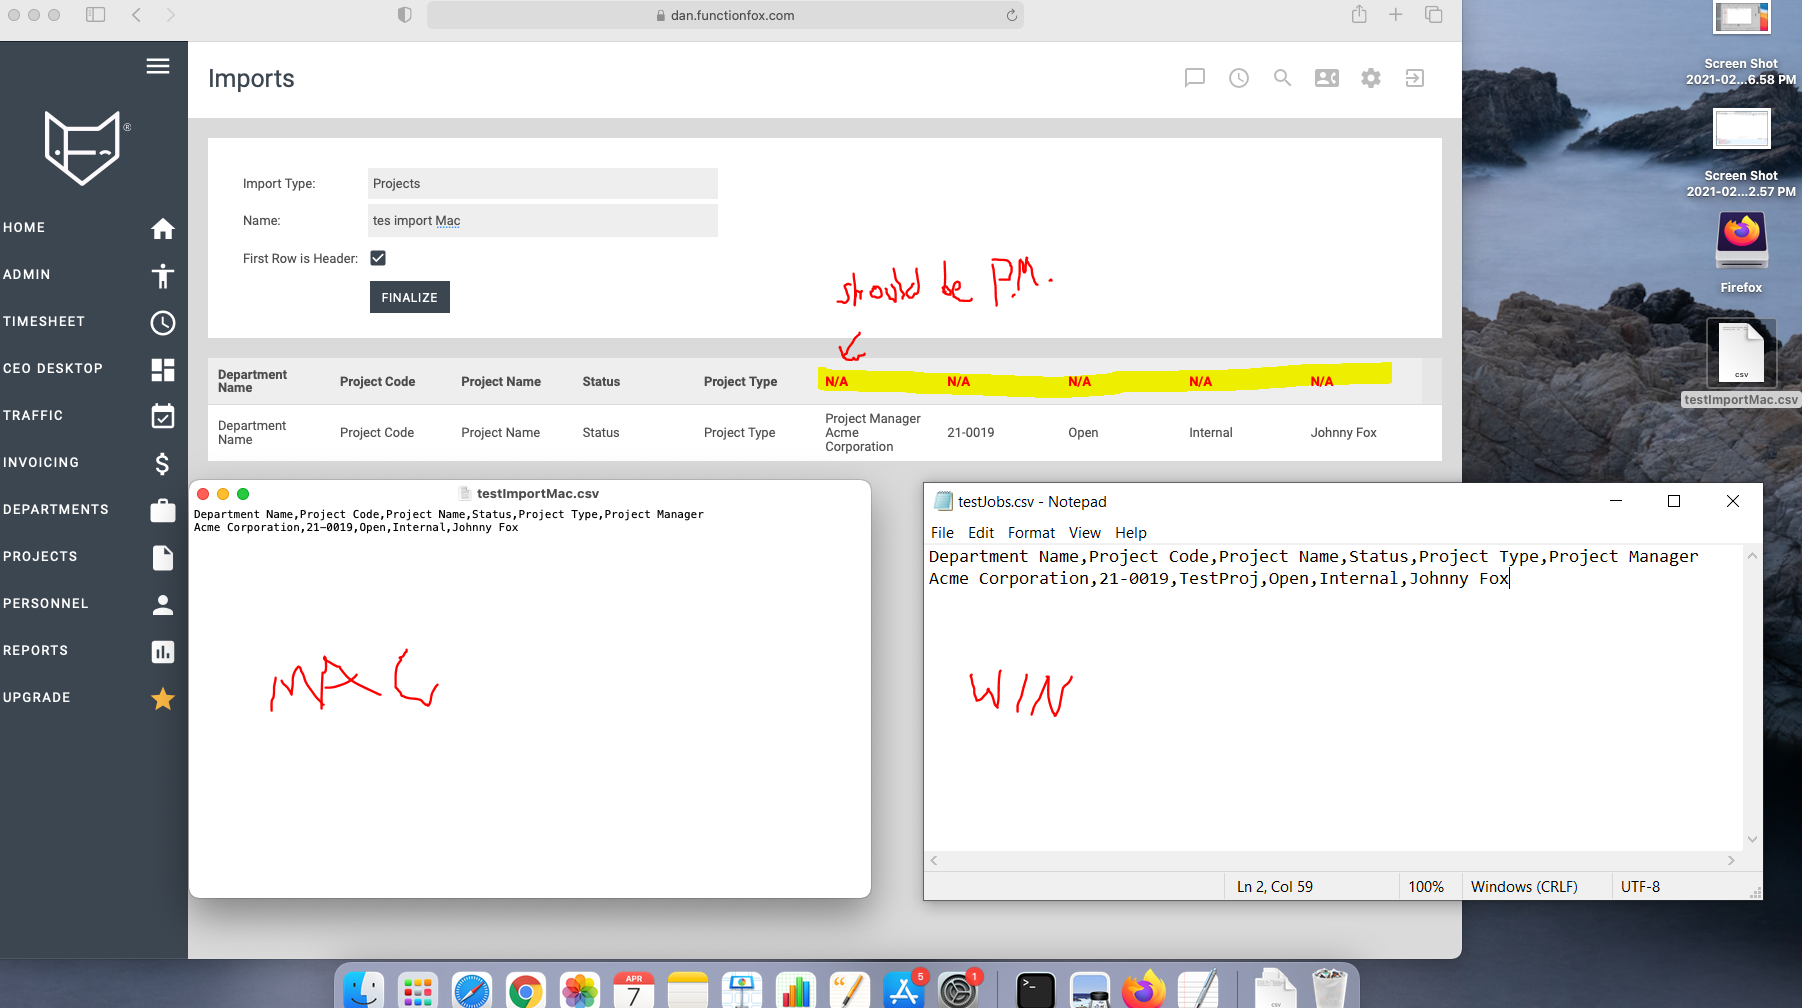 dan.functionfox.com
Imports
Import Type:
Projects
Name:
tes import Mac
First Row is Header:
FINALIZE
should be P.M.
Department Name
Project Code
Project Name
Status
Project Type
N/A
N/A
N/A
N/A
N/A
Department Name
Project Code
Project Name
Status
Project Type
Project Manager
Acme
Corporation
21-0019
Open
Internal
Johnny Fox
®
HOME
ADMIN
TIMESHEET
CEO DESKTOP
TRAFFIC
INVOICING
DEPARTMENTS
PROJECTS
PERSONNEL
REPORTS
UPGRADE
testImportMac.csv
Department Name,Project Code,Project Name,Status,Project Type,Project Manager
Acme Corporation,21-0019,Open,Internal,Johnny Fox
MAC
testJobs.csv - Notepad
File Edit Format View Help
Department Name,Project Code,Project Name,Status,Project Type,Project Manager
Acme Corporation,21-0019,TestProj,Open,Internal,Johnny Fox
WIN
Ln 2, Col 59
100%
Windows (CRLF)
UTF-8
Screen Shot
2021-02...6.58 PM
Screen Shot
2021-02...2.57 PM
Firefox
CSV
testImportMac.csv
APR
7
5
1
>_
CSV